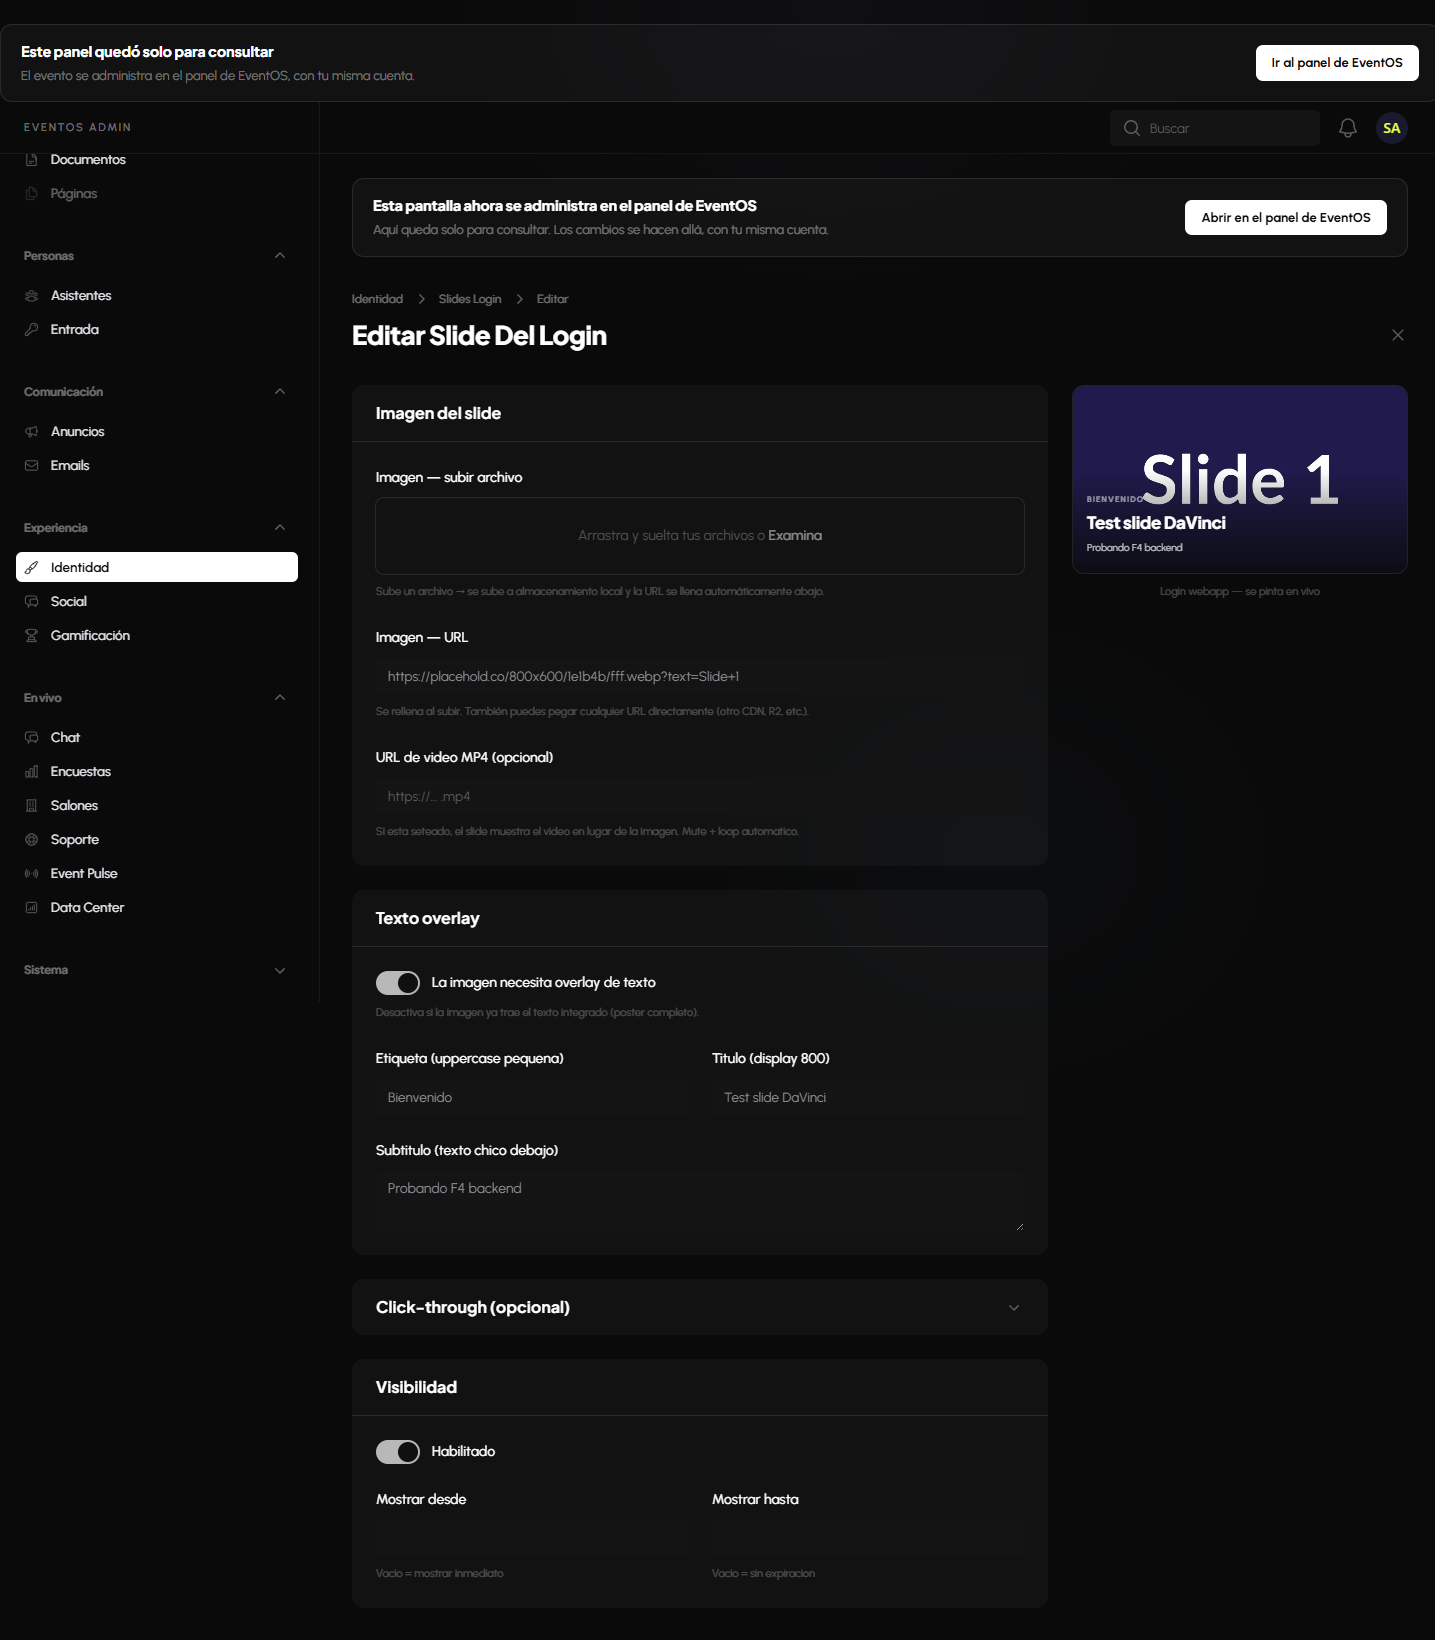 Este panel quedó solo para consultar
El evento se administra en el panel de EventOS, con tu misma cuenta.
Ir al panel de EventOS
EVENTOS ADMIN
Buscar
SA
Documentos
Páginas
Personas
Asistentes
Entrada
Comunicación
Anuncios
Emails
Experiencia
Identidad
Social
Gamificación
En vivo
Chat
Encuestas
Salones
Soporte
Event Pulse
Data Center
Sistema
Esta pantalla ahora se administra en el panel de EventOS
Aquí queda solo para consultar. Los cambios se hacen allá, con tu misma cuenta.
Abrir en el panel de EventOS
Identidad > Slides Login > Editar
Editar Slide Del Login
Imagen del slide
Imagen — subir archivo
Arrastra y suelta tus archivos o Examina
Sube un archivo → se sube a almacenamiento local y la URL se llena automáticamente abajo.
Imagen — URL
https://placehold.co/800x600/1e1b4b/fff.webp?text=Slide+1
Se rellena al subir. También puedes pegar cualquier URL directamente (otro CDN, R2, etc.).
URL de video MP4 (opcional)
https://... .mp4
Si esta seteado, el slide muestra el video en lugar de la imagen. Mute + loop automatico.
Slide 1
BIENVENIDO
Test slide DaVinci
Probando F4 backend
Login webapp — se pinta en vivo
Texto overlay
La imagen necesita overlay de texto
Desactiva si la imagen ya trae el texto integrado (poster completo).
Etiqueta (uppercase pequena)
Titulo (display 800)
Bienvenido
Test slide DaVinci
Subtitulo (texto chico debajo)
Probando F4 backend
Click-through (opcional)
Visibilidad
Habilitado
Mostrar desde
Mostrar hasta
Vacio = mostrar inmediato
Vacio = sin expiracion